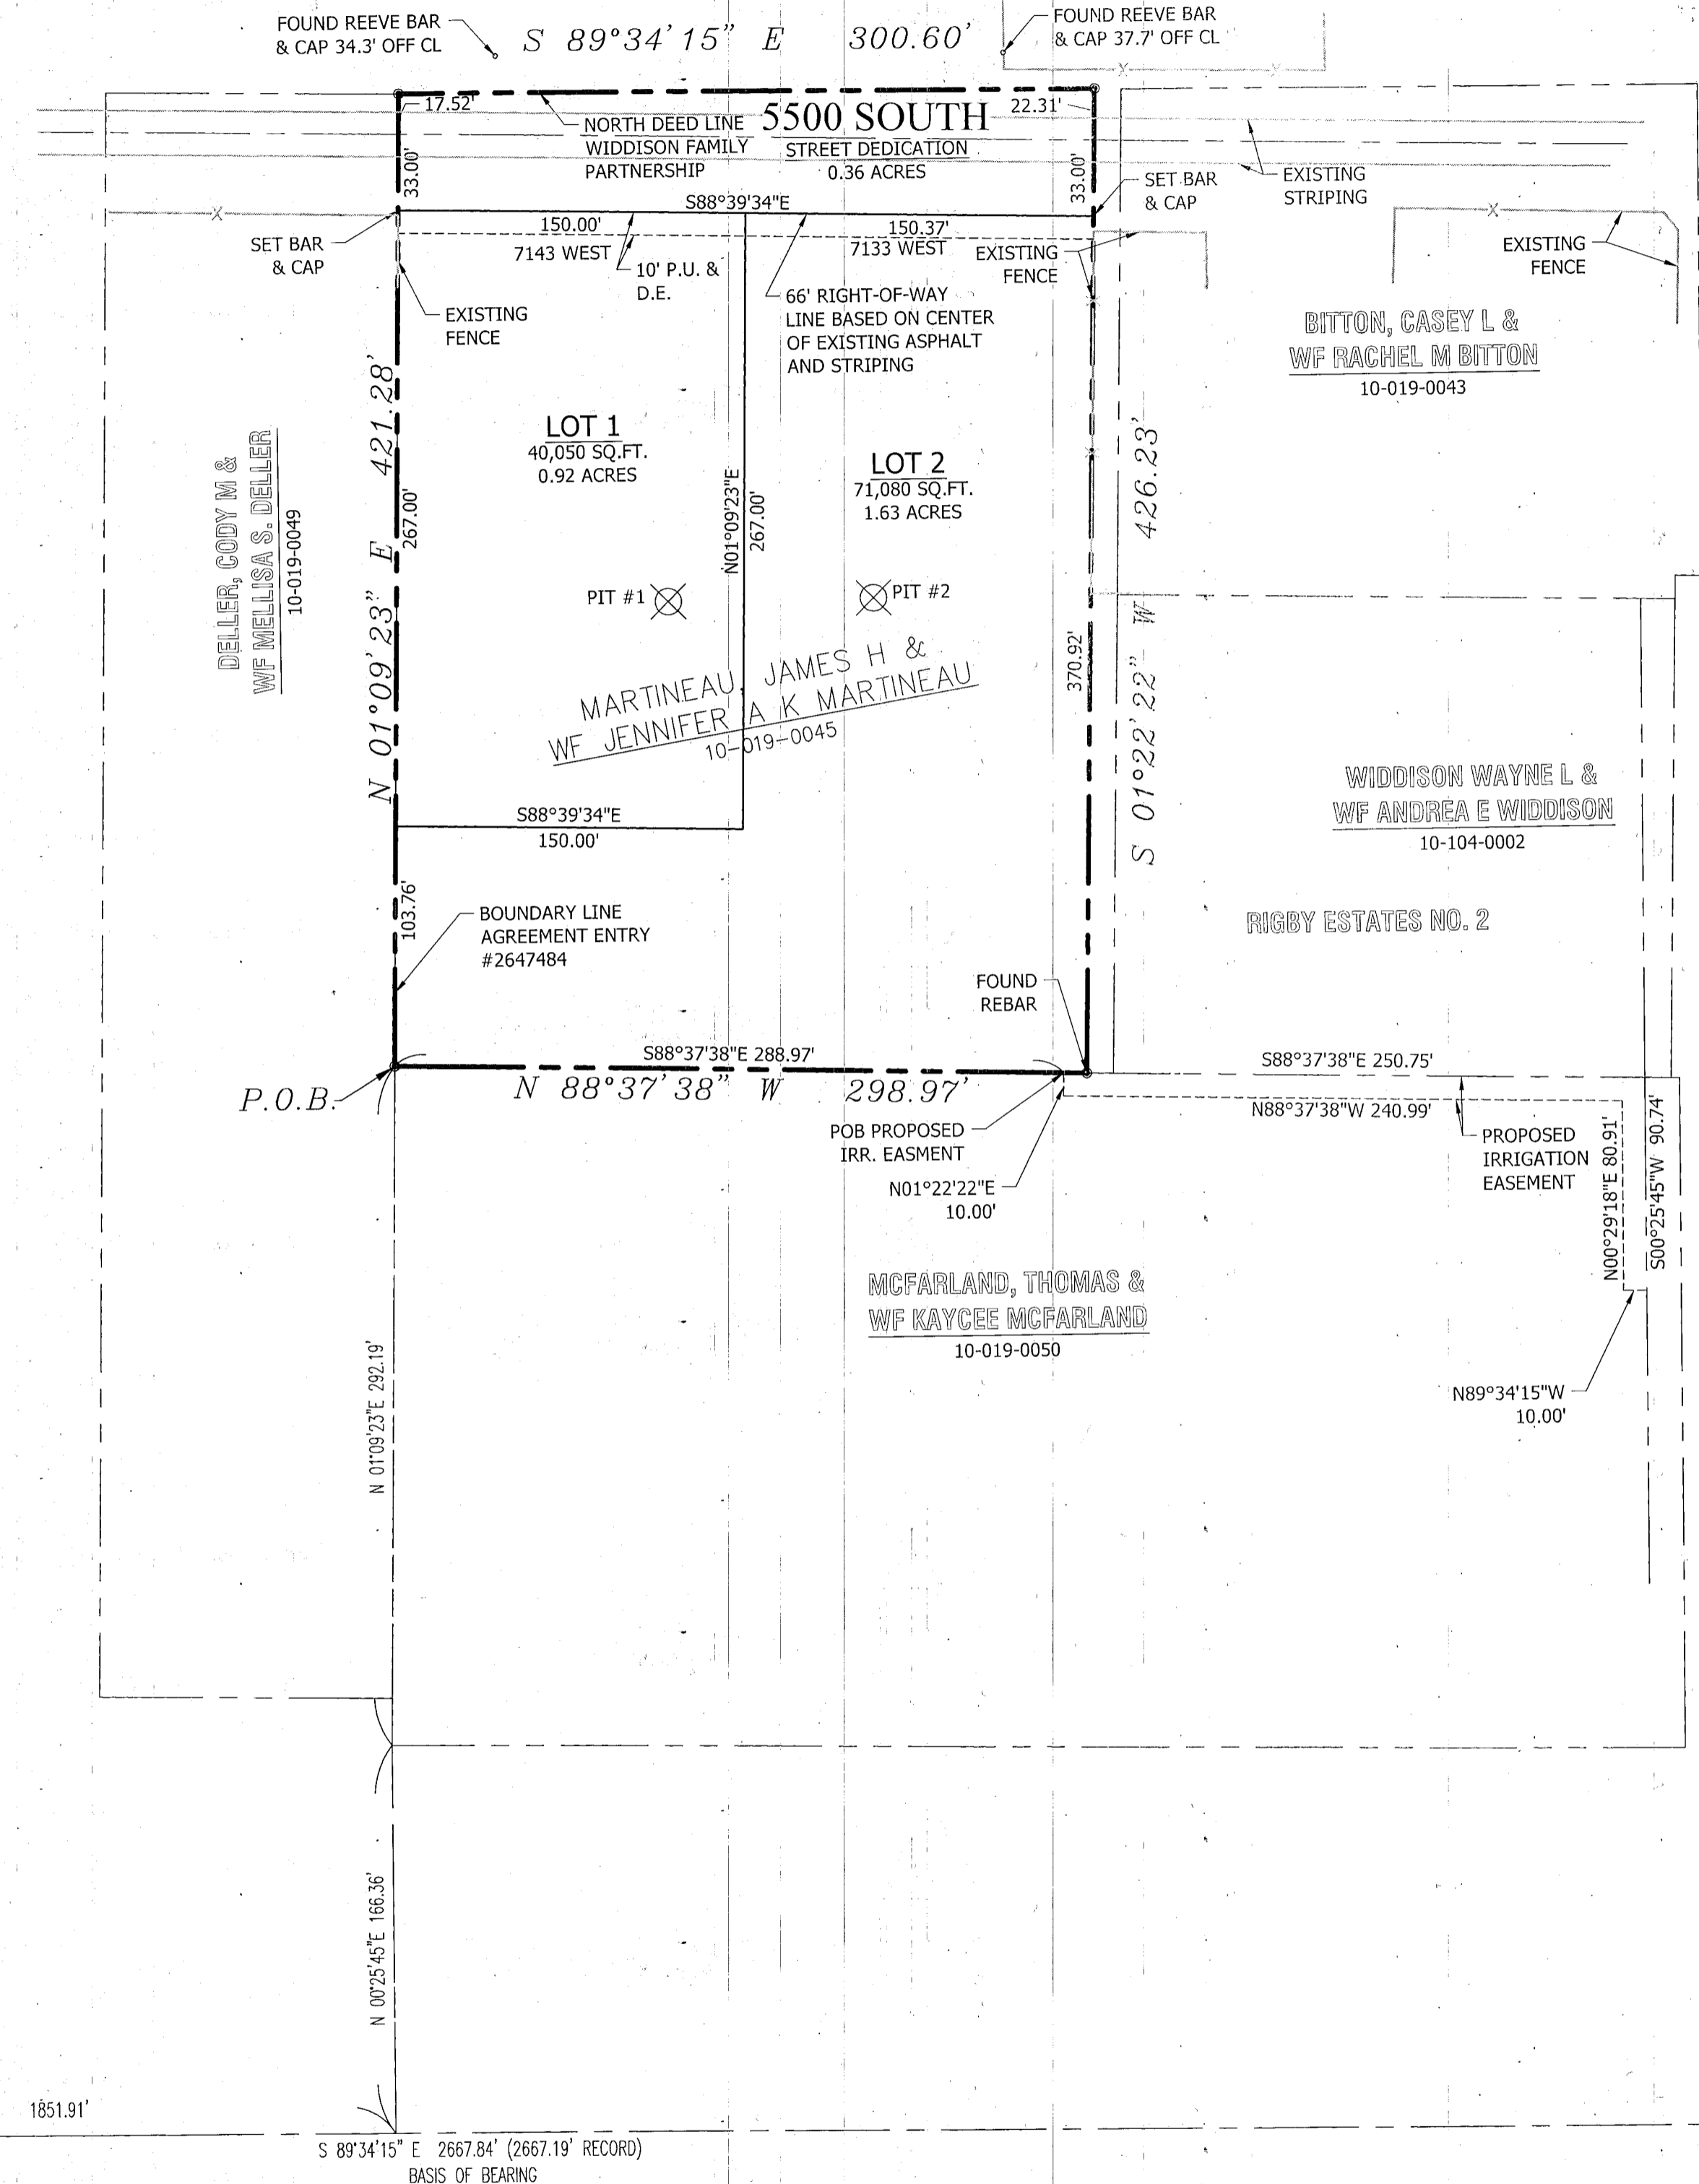 FOUND REEVE BAR
& CAP 34.3' OFF CL
S 89°34'15" E 300.60'
FOUND REEVE BAR
& CAP 37.7' OFF CL
17.52'
NORTH DEED LINE
WIDDISON FAMILY
PARTNERSHIP
5500 SOUTH
STREET DEDICATION
0.36 ACRES
22.31'
33.00'
33.00'
SET BAR
& CAP
EXISTING
STRIPING
S88°39'34"E
150.00'
150.37'
7143 WEST
7133 WEST
SET BAR
& CAP
10' P.U. &
D.E.
EXISTING
FENCE
EXISTING
FENCE
EXISTING
FENCE
66' RIGHT-OF-WAY
LINE BASED ON CENTER
OF EXISTING ASPHALT
AND STRIPING
BITTON, CASEY L &
WF RACHEL M BITTON
10-019-0043
LOT 1
40,050 SQ.FT.
0.92 ACRES
LOT 2
71,080 SQ.FT.
1.63 ACRES
DELLER, CODY M &
WF MELLISA S. DELLER
10-019-0049
N 01°09'23" E 421.28'
267.00'
N01°09'23"E
267.00'
S 01°22'22" W 426.23'
370.92'
PIT #1
PIT #2
MARTINEAU, JAMES H &
WF JENNIFER A K MARTINEAU
10-019-0045
WIDDISON WAYNE L &
WF ANDREA E WIDDISON
10-104-0002
S88°39'34"E
150.00'
103.76'
BOUNDARY LINE
AGREEMENT ENTRY
#2647484
RIGBY ESTATES NO. 2
FOUND
REBAR
S88°37'38"E 288.97'
S88°37'38"E 250.75'
P.O.B.
N 88°37'38" W 298.97'
N88°37'38"W 240.99'
POB PROPOSED
IRR. EASMENT
N01°22'22"E
10.00'
PROPOSED
IRRIGATION
EASEMENT
N00°29'18"E 80.91'
S00°25'45"W 90.74'
MCFARLAND, THOMAS &
WF KAYCEE MCFARLAND
10-019-0050
N89°34'15"W
10.00'
N 01°09'23"E 292.19'
N 00°25'45"E 166.36'
1851.91'
S 89°34'15" E 2667.84' (2667.19' RECORD)
BASIS OF BEARING